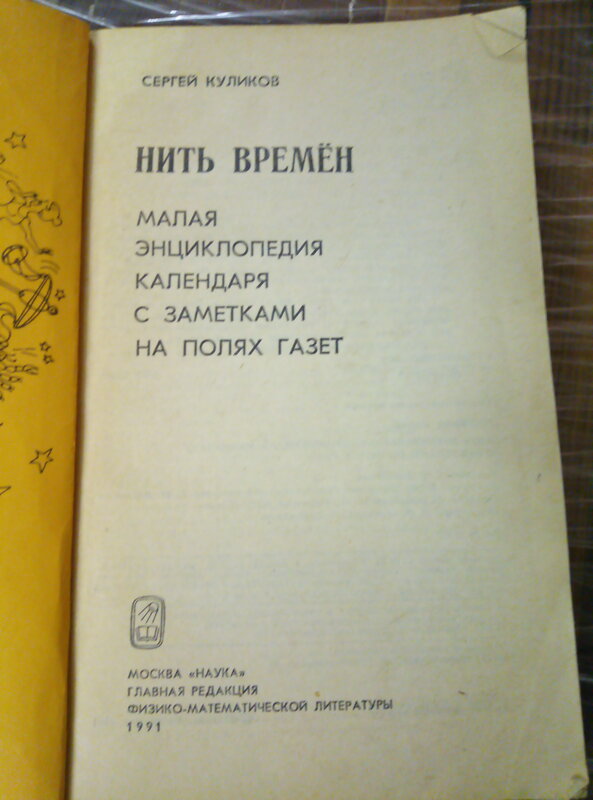 СЕРГЕЙ КУЛИКОВ
НИТЬ ВРЕМЁН
МАЛАЯ
ЭНЦИКЛОПЕДИЯ
КАЛЕНДАРЯ
С ЗАМЕТКАМИ
НА ПОЛЯХ ГАЗЕТ
МОСКВА «НАУКА»
ГЛАВНАЯ РЕДАКЦИЯ
ФИЗИКО-МАТЕМАТИЧЕСКОЙ ЛИТЕРАТУРЫ
1991